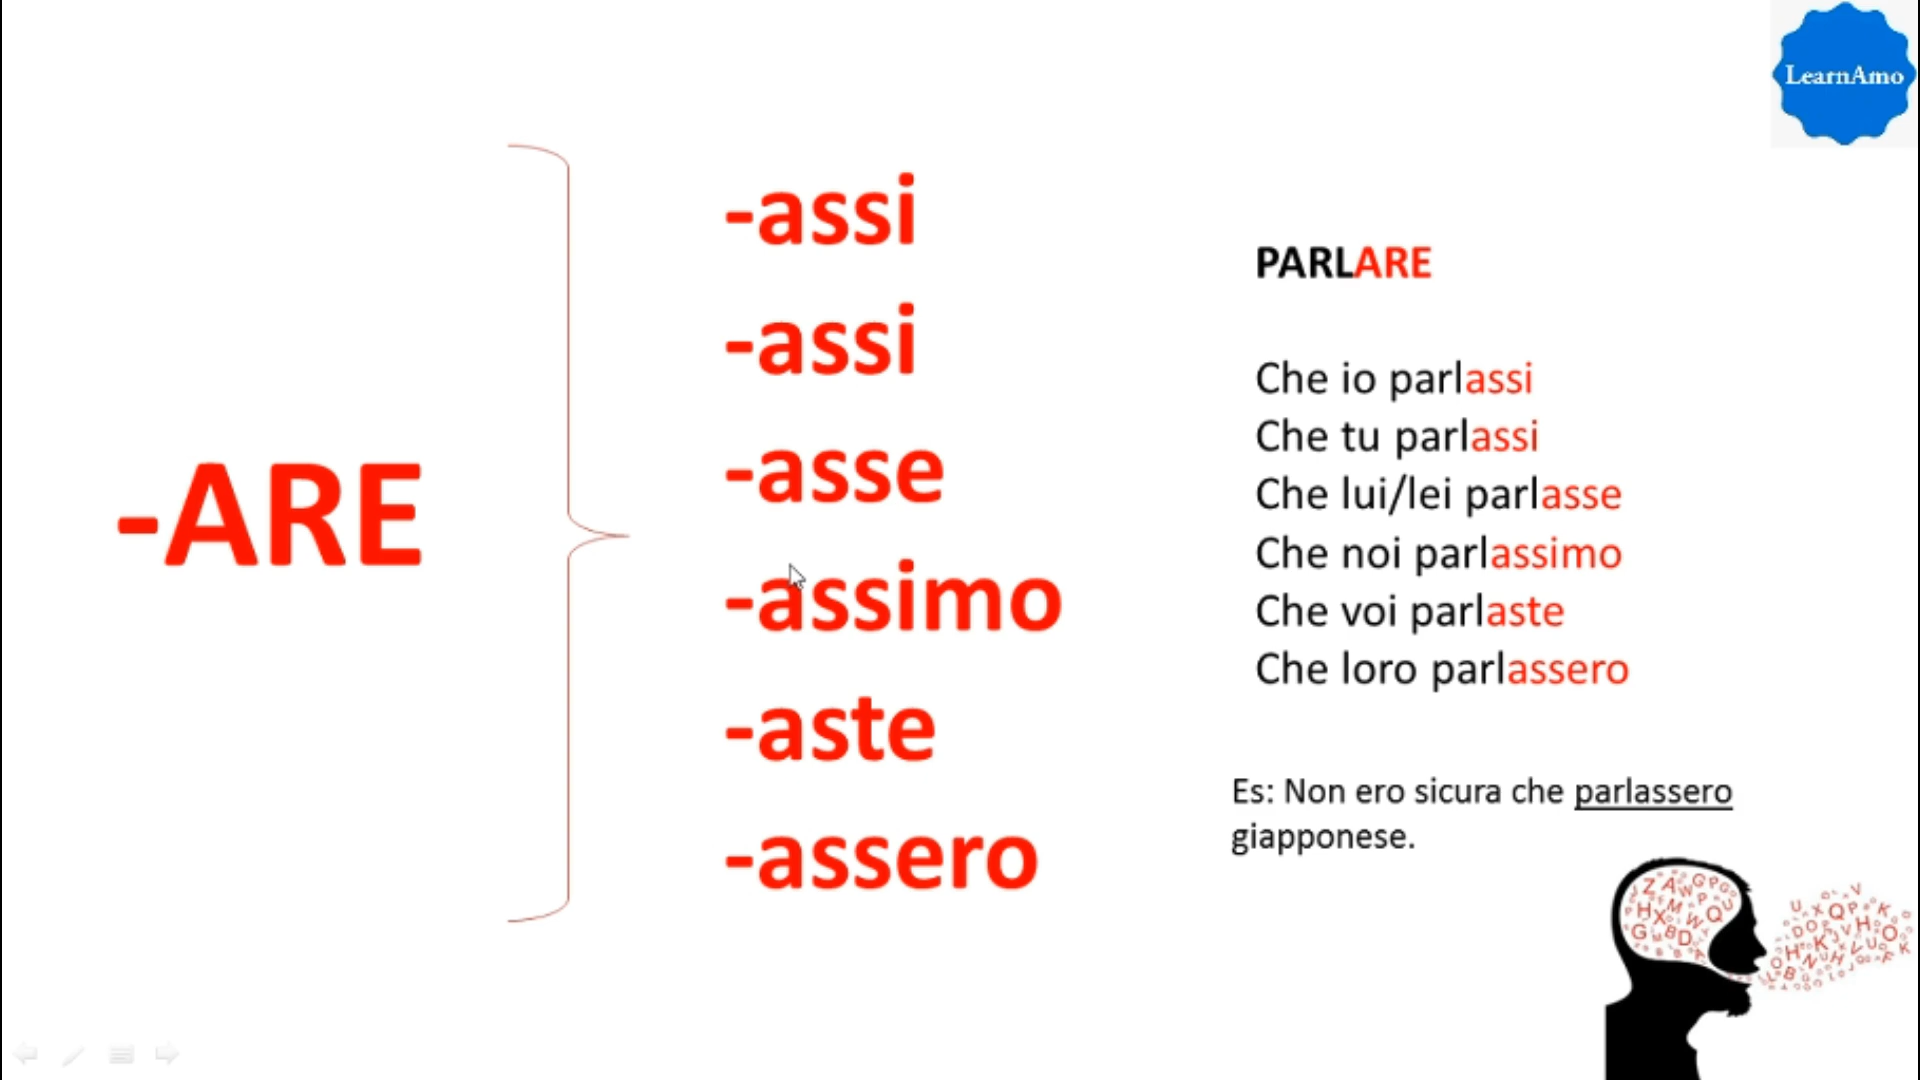 LearnAmo
-ARE
-assi
-assi
-asse
-assimo
-aste
-assero
PARLARE
Che io parlassi
Che tu parlassi
Che lui/lei parlasse
Che noi parlassimo
Che voi parlaste
Che loro parlassero
Es: Non ero sicura che parlassero
giapponese.